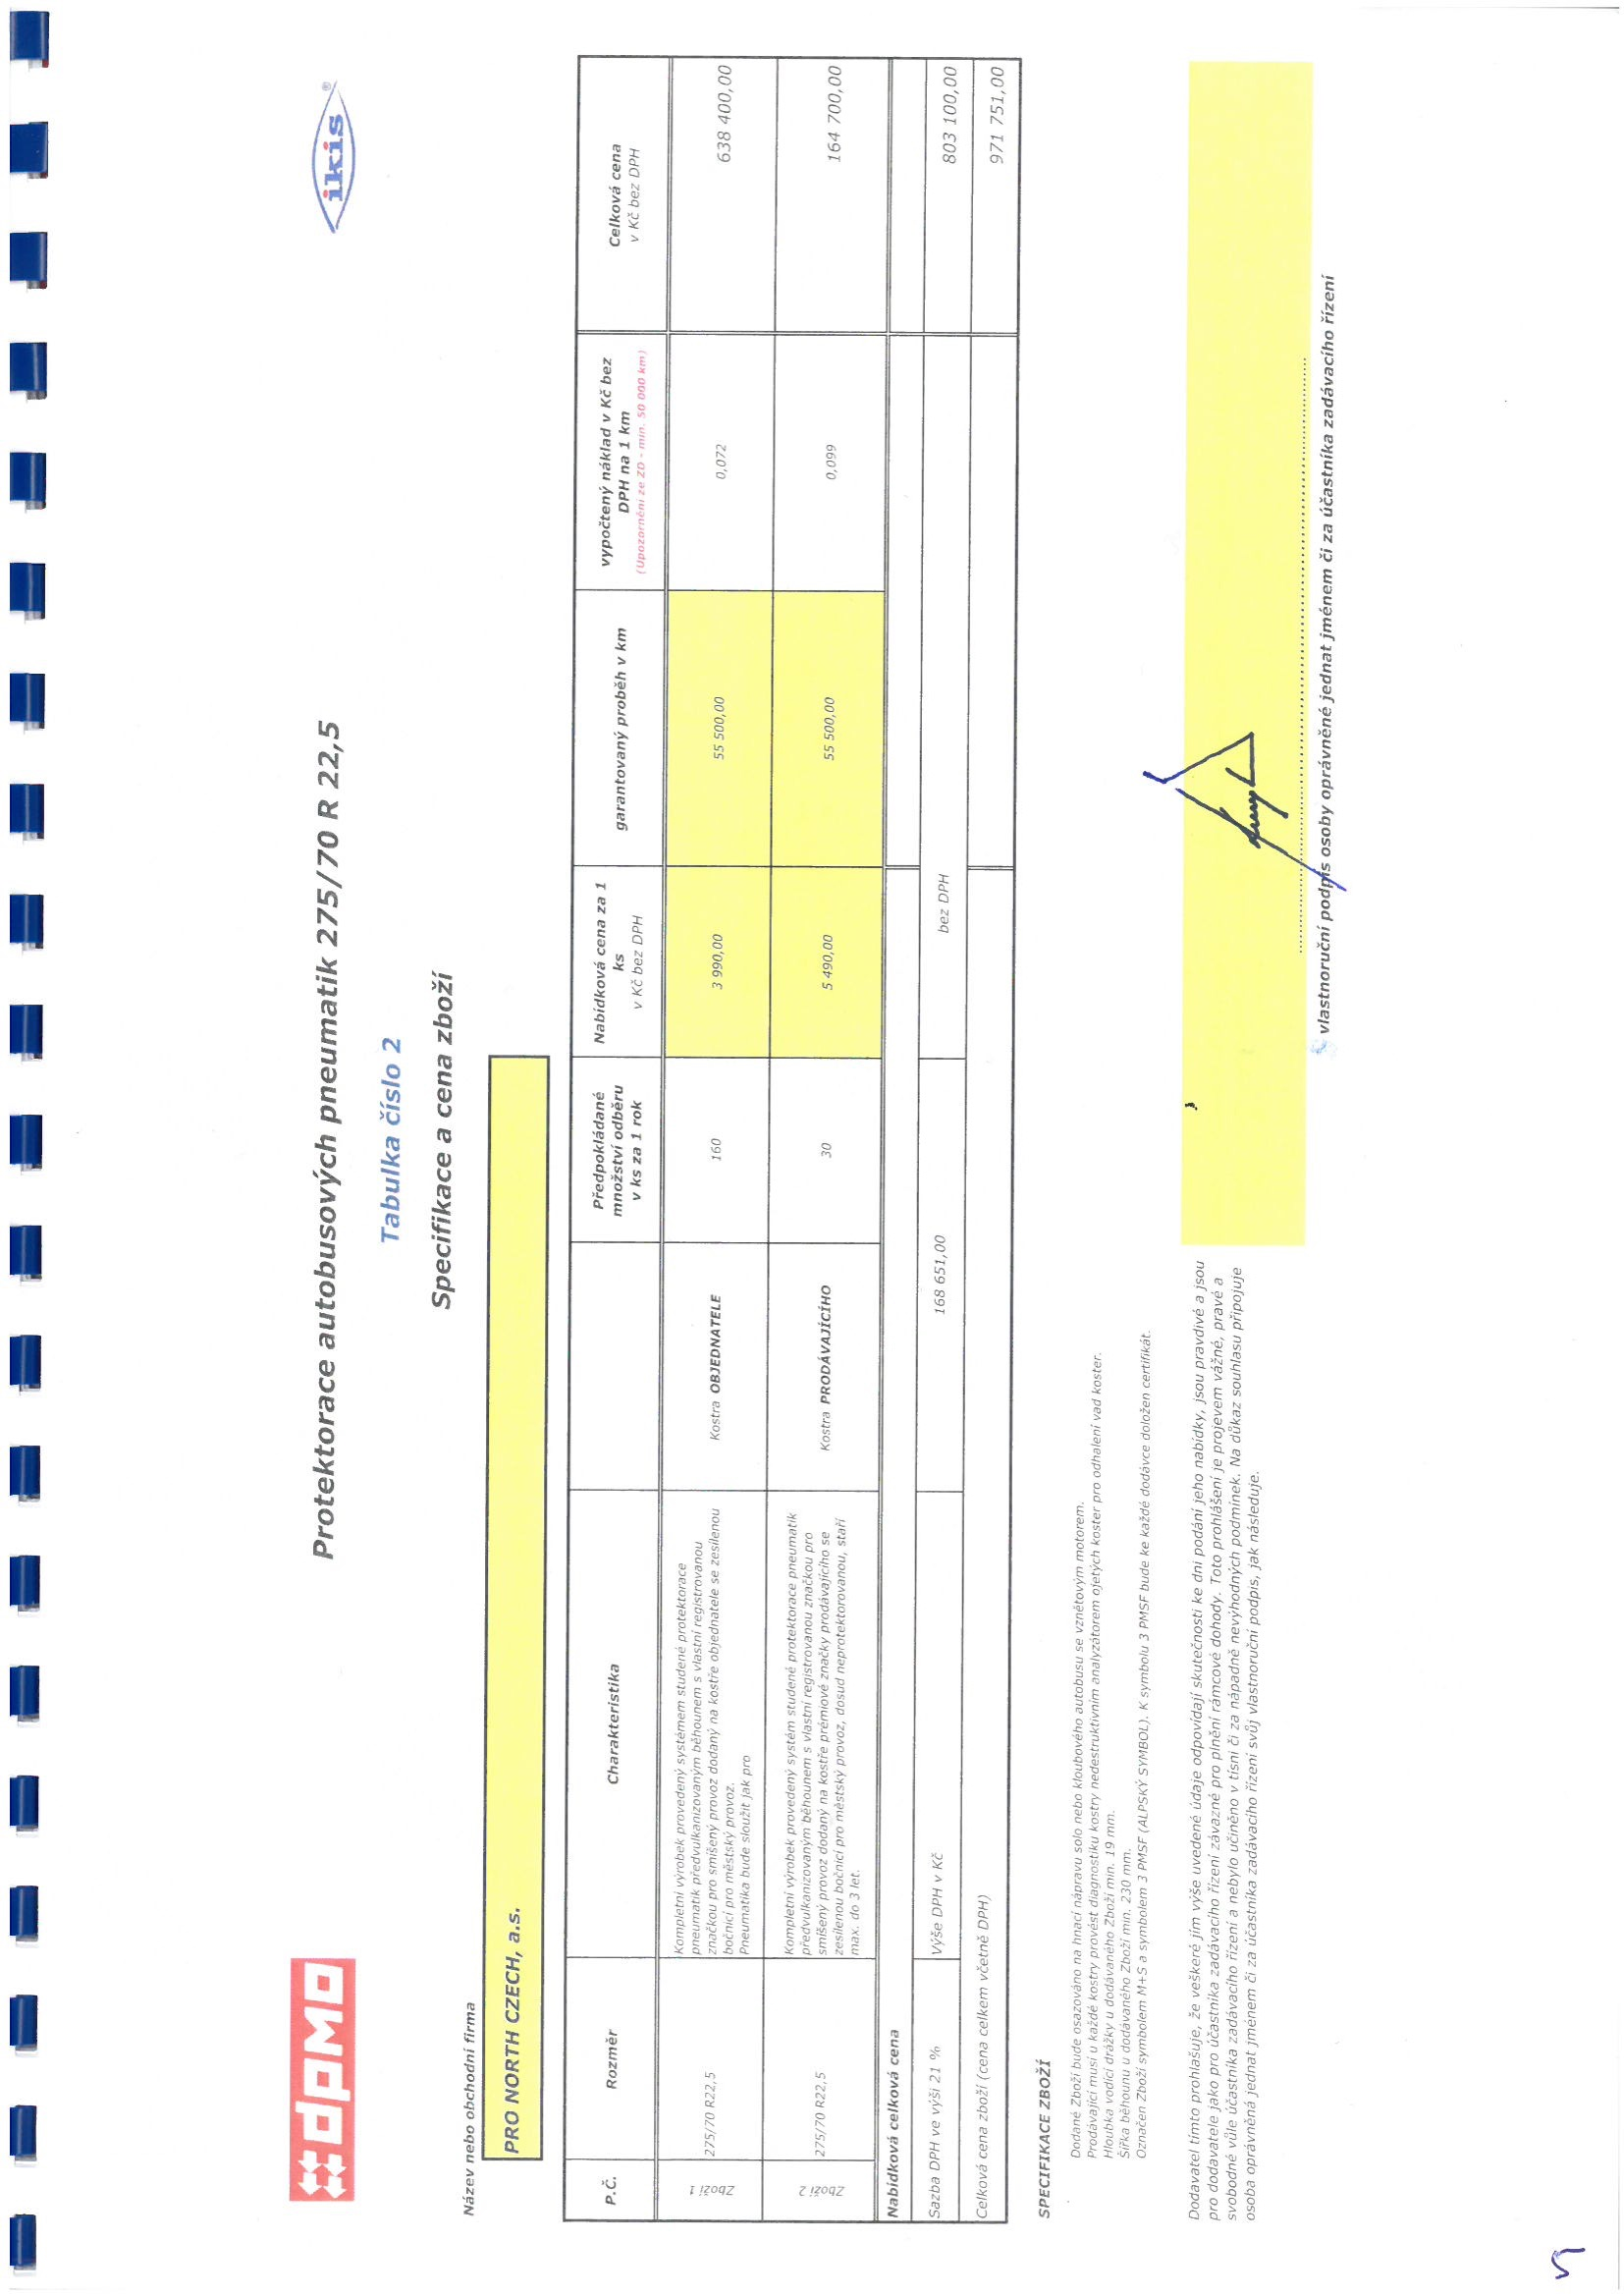 dpmo
ikis®
Protektorace autobusových pneumatik 275/70 R 22,5
Tabulka číslo 2
Specifikace a cena zboží
Název nebo obchodní firma
PRO NORTH CZECH, a.s.
P.Č.
Rozměr
Charakteristika
Předpokládané
množství odběru
v ks za 1 rok
Nabídková cena za 1
ks
v Kč bez DPH
garantovaný proběh v km
vypočtený náklad v Kč bez
DPH na 1 km
(Upozornění ze ZD - min. 50 000 km)
Celková cena
v Kč bez DPH
Zboží 1
275/70 R22,5
Kompletní výrobek provedený systémem studené protektorace
pneumatik předvulkanizovaným běhounem s vlastní registrovanou
značkou pro smíšený provoz dodaný na kostře objednatele se zesílenou
bočnicí pro městský provoz.
Pneumatika bude sloužit jak pro
Kostra OBJEDNATELE
160
3 990,00
55 500,00
0,072
638 400,00
Zboží 2
275/70 R22,5
Kompletní výrobek provedený systém studené protektorace pneumatik
předvulkanizovaným běhounem s vlastní registrovanou značkou pro
smíšený provoz dodaný na kostře prémiové značky prodávajícího se
zesílenou bočnicí pro městský provoz, dosud neprotektorovanou, staří
max. do 3 let.
Kostra PRODÁVAJÍCÍHO
30
5 490,00
55 500,00
0,099
164 700,00
Nabídková celková cena
Sazba DPH ve výši 21 %
Výše DPH v Kč
168 651,00
bez DPH
803 100,00
Celková cena zboží (cena celkem včetně DPH)
971 751,00
SPECIFIKACE ZBOŽÍ
Dodané Zboží bude osazováno na hnací nápravu solo nebo kloubového autobusu se vznětovým motorem.
Prodávající musí u každé kostry provést diagnostiku kostry nedestruktivním analyzátorem ojetých koster pro odhalení vad koster.
Hloubka vodící drážky u dodávaného Zboží min. 19 mm.
Šířka běhounu u dodávaného Zboží min. 230 mm.
Označen Zboží symbolem M+S a symbolem 3 PMSF (ALPSKÝ SYMBOL). K symbolu 3 PMSF bude ke každé dodávce doložen certifikát.
Dodavatel tímto prohlašuje, že veškeré jím výše uvedené údaje odpovídají skutečnosti ke dni podání jeho nabídky, jsou pravdivé a jsou
pro dodavatele jako pro účastníka zadávacího řízení závazné pro plnění rámcové dohody. Toto prohlášení je projevem vážné, pravé a
svobodné vůle účastníka zadávacího řízení a nebylo učiněno v tísni či za nápadně nevýhodných podmínek. Na důkaz souhlasu připojuje
osoba oprávněná jednat jménem či za účastníka zadávacího řízení svůj vlastnoruční podpis, jak následuje.
vlastnoruční podpis osoby oprávněné jednat jménem či za účastníka zadávacího řízení
5